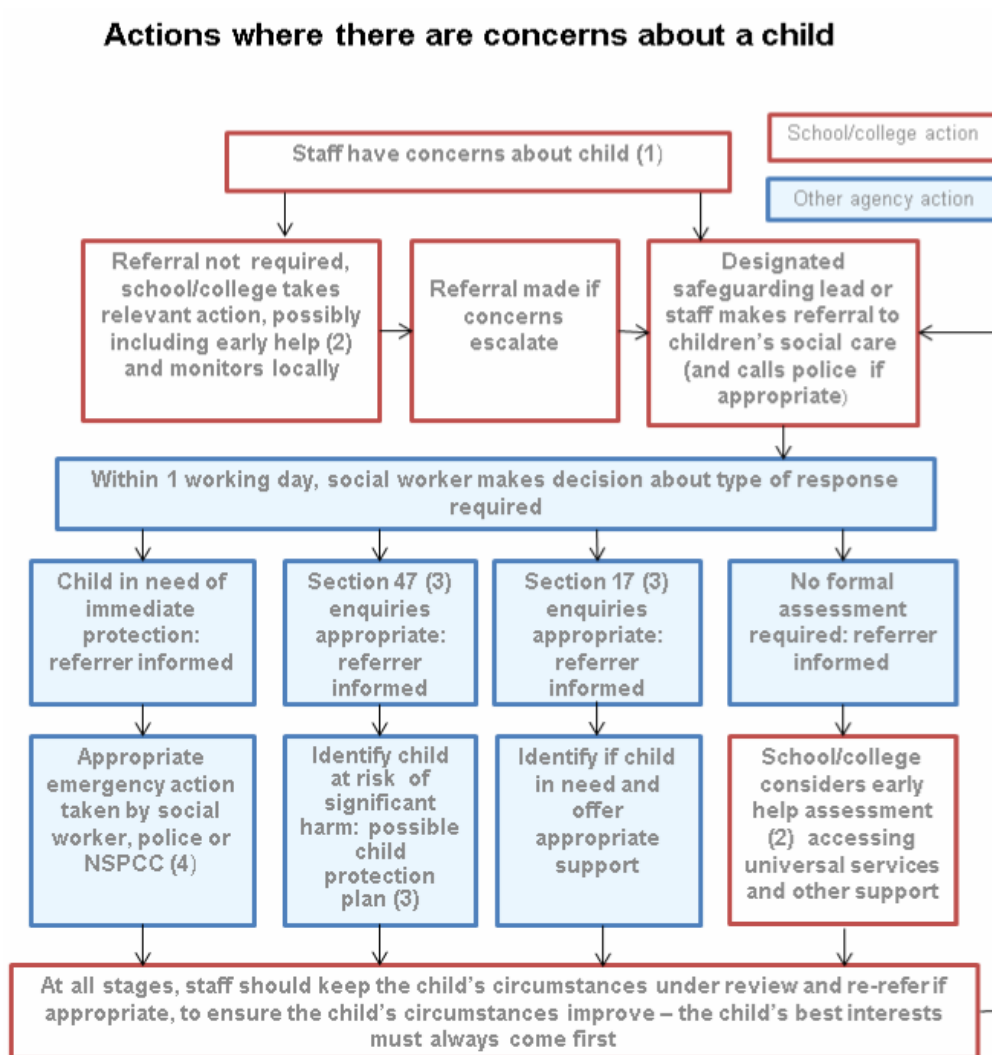 Actions where there are concerns about a child
School/college action
Staff have concerns about child (1)
Other agency action
Referral not required,
school/college takes
relevant action, possibly
including early help (2)
and monitors locally
Referral made if
concerns
escalate
Designated
safeguarding lead or
staff makes referral to
children's social care
(and calls police if
appropriate)
Within 1 working day, social worker makes decision about type of response
required
Child in need of
immediate
protection:
referrer informed
Section 47 (3)
enquiries
appropriate:
referrer
informed
Section 17 (3)
enquiries
appropriate:
referrer
informed
No formal
assessment
required: referrer
informed
Appropriate
emergency action
taken by social
worker, police or
NSPCC (4)
Identify child
at risk of
significant
harm: possible
child
protection
plan (3)
Identify if child
in need and
offer
appropriate
support
School/college
considers early
help assessment
(2) accessing
universal services
and other support
At all stages, staff should keep the child's circumstances under review and re-refer if
appropriate, to ensure the child's circumstances improve – the child's best interests
must always come first